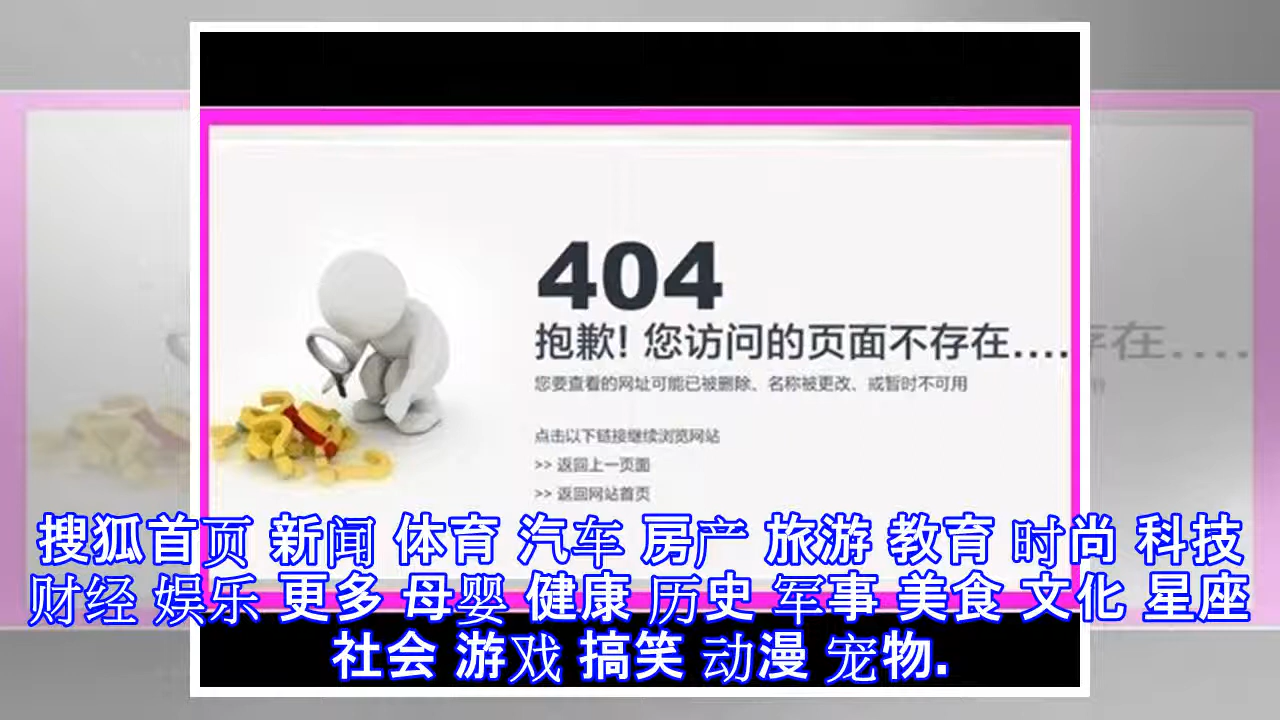 404
抱歉! 您访问的页面不存在....
您要查看的网址可能已被删除、名称被更改、或暂时不可用
点击以下链接继续浏览网站
>> 返回上一页面
>> 返回网站首页
搜狐首页 新闻 体育 汽车 房产 旅游 教育 时尚 科技
财经 娱乐 更多 母婴 健康 历史 军事 美食 文化 星座
社会 游戏 搞笑 动漫 宠物.
存在....